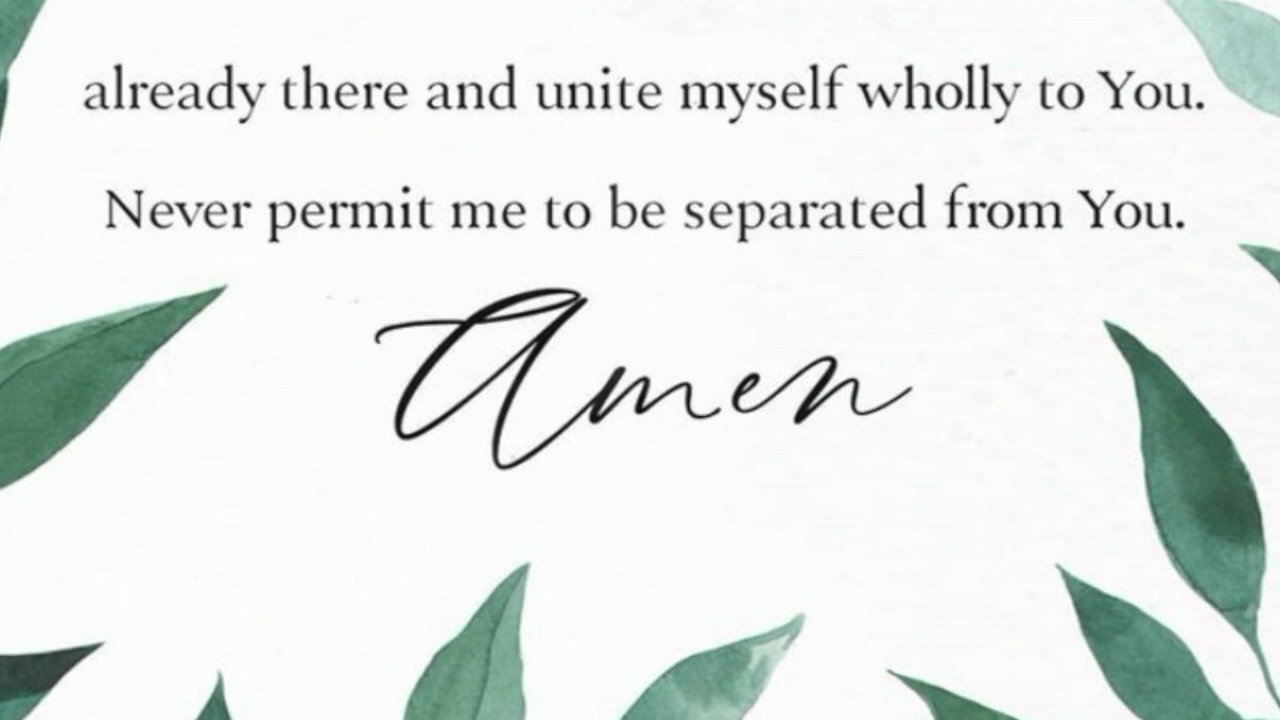 already there and unite myself wholly to You.
Never permit me to be separated from You.
Amen